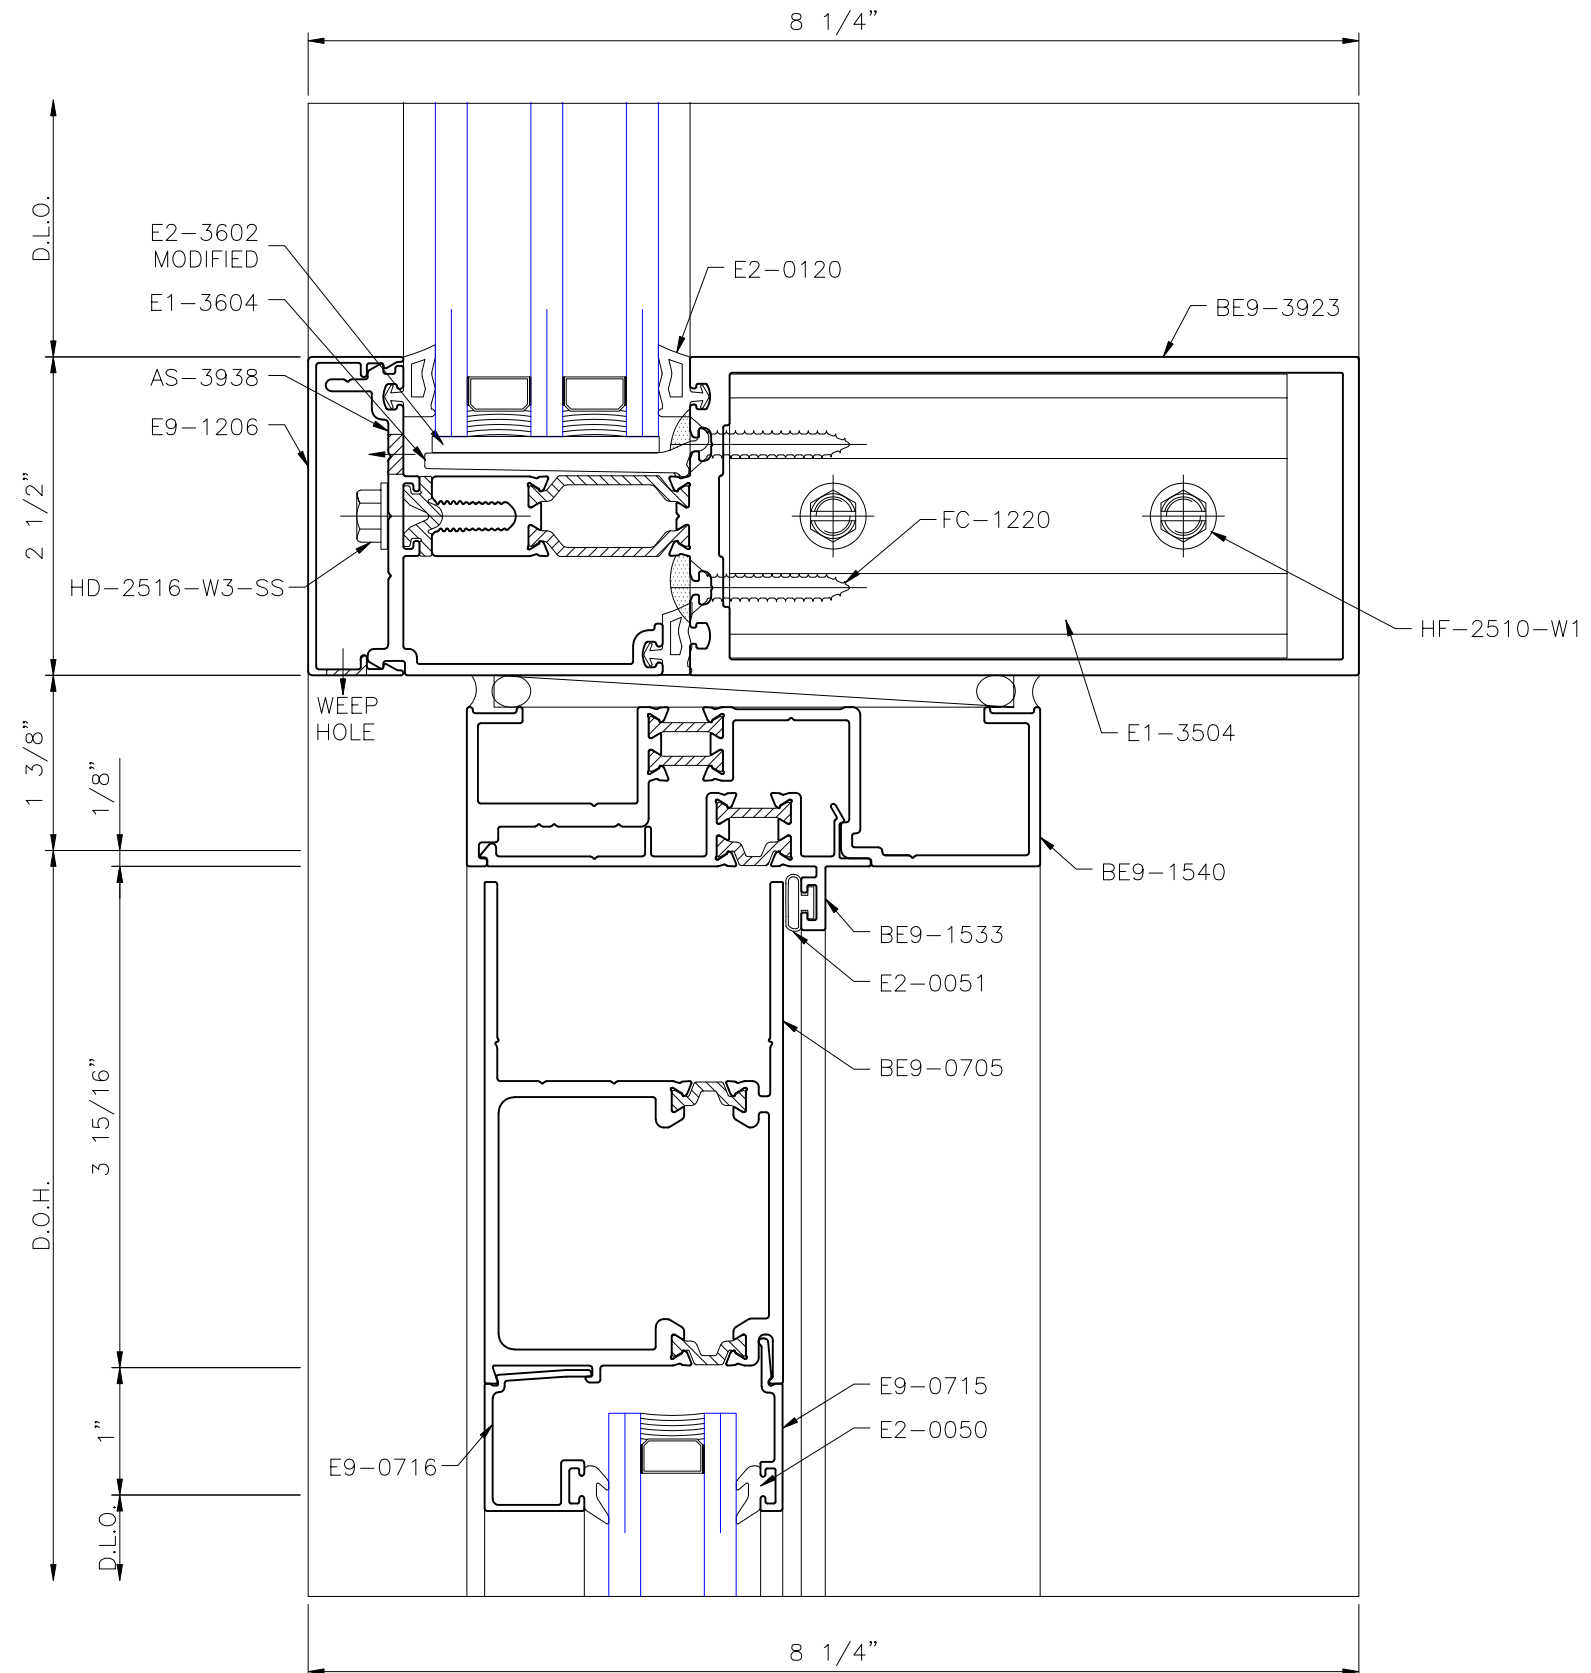 8 1/4”
D.L.O.
E2-3602
MODIFIED
E2-0120
E1-3604
BE9-3923
AS-3938
E9-1206
2 1/2”
FC-1220
HD-2516-W3-SS
HF-2510-W1
WEEP
HOLE
E1-3504
1 3/8”
1/8”
BE9-1540
BE9-1533
E2-0051
BE9-0705
3 15/16”
D.O.H.
E9-0715
1”
E2-0050
E9-0716
D.L.O.
8 1/4”